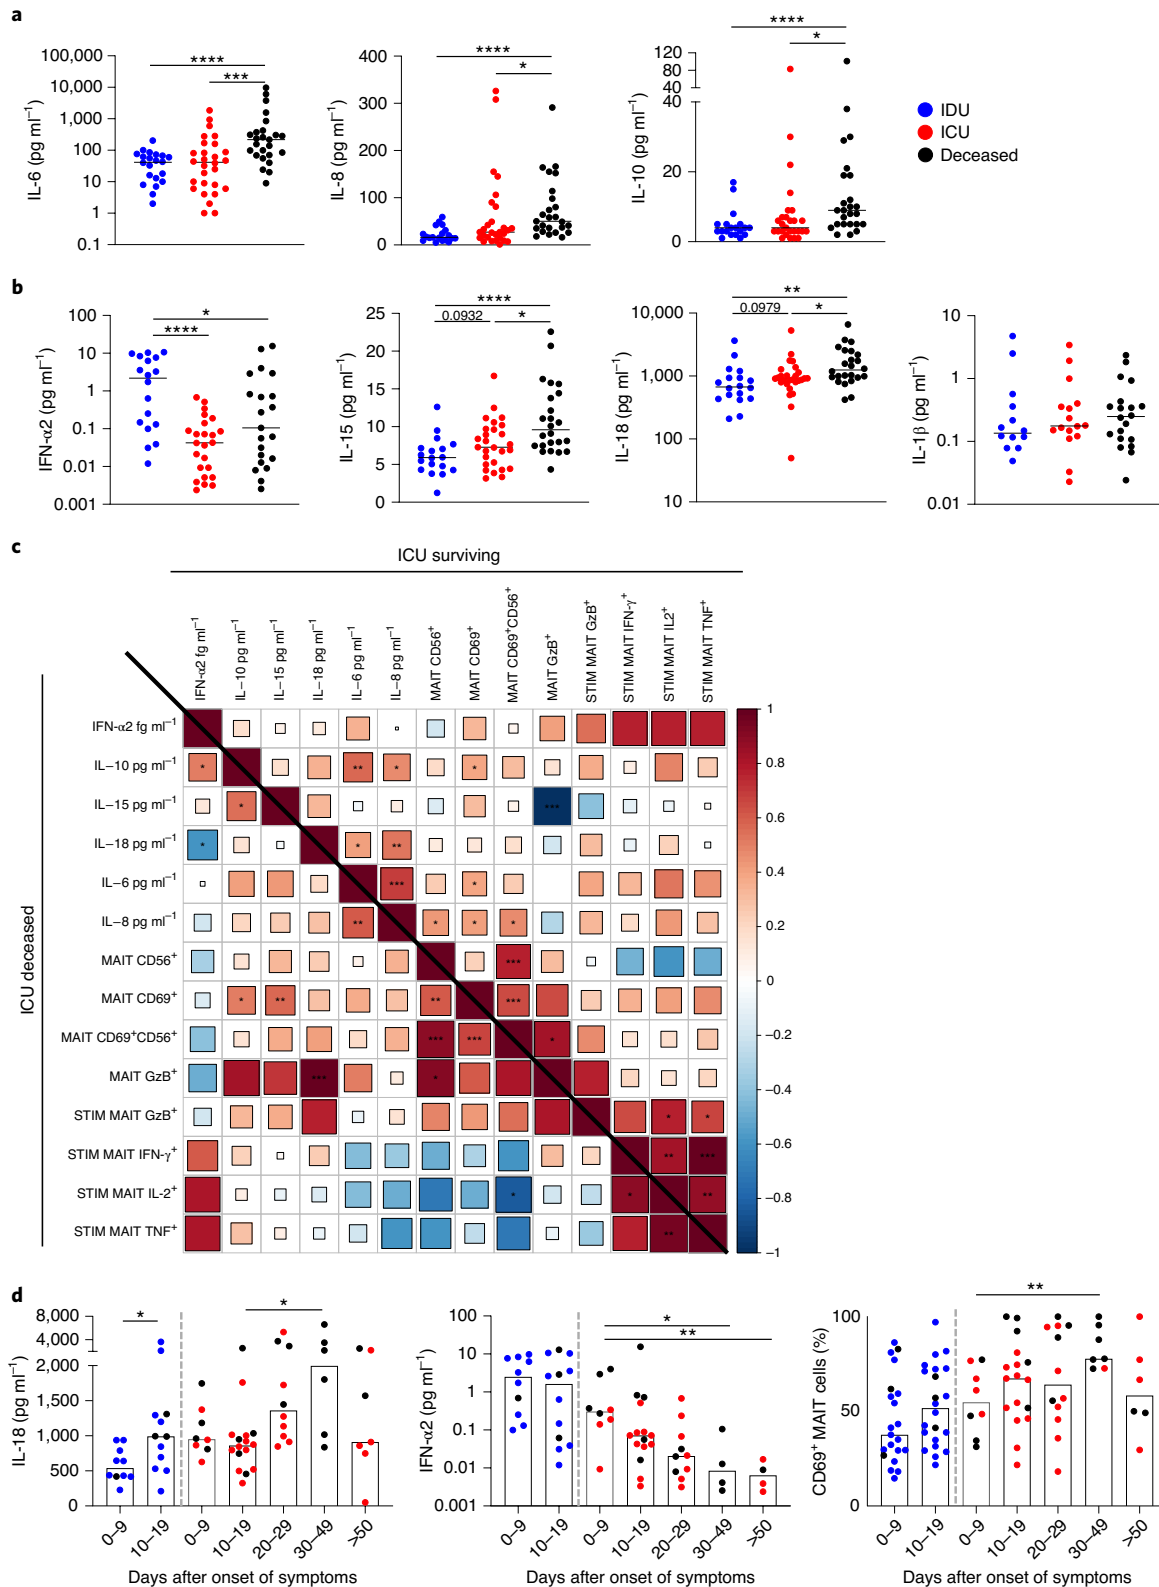 a
IL-6 (pg ml−1)
100,000
10,000
1,000
100
10
1
0.1
****
***
IL-8 (pg ml−1)
400
300
200
100
0
****
*
IL-10 (pg ml−1)
120
80
40
20
10
0
****
*
IDU
ICU
Deceased
b
IFN-α2 (pg ml−1)
100
10
1
0.1
0.01
0.001
*
****
IL-15 (pg ml−1)
25
20
15
10
5
0
****
0.0932
*
IL-18 (pg ml−1)
10,000
1,000
100
10
**
0.0979
*
IL-1β (pg ml−1)
10
1
0.1
0.01
c
ICU surviving
IFN-α2 fg ml−1
IL–10 pg ml−1
IL–15 pg ml−1
IL–18 pg ml−1
IL–6 pg ml−1
IL–8 pg ml−1
MAIT CD56+
MAIT CD69+
MAIT CD69+CD56+
MAIT GzB+
STIM MAIT GzB+
STIM MAIT IFN-γ+
STIM MAIT IL2+
STIM MAIT TNF+
ICU deceased
IFN-α2 fg ml−1
IL–10 pg ml−1 * ** * *
IL–15 pg ml−1 * ***
IL–18 pg ml−1 * * **
IL–6 pg ml−1 *** *
IL–8 pg ml−1 ** * * *
MAIT CD56+ ***
MAIT CD69+ * ** ** ***
MAIT CD69+CD56+ *** *** *
MAIT GzB+ *** *
STIM MAIT GzB+ * *
STIM MAIT IFN-γ+ ** ***
STIM MAIT IL-2+ * * **
STIM MAIT TNF+ **
1
0.8
0.6
0.4
0.2
0
−0.2
−0.4
−0.6
−0.8
−1
d
IL-18 (pg ml−1)
8,000
4,000
2,000
1,500
1,000
500
0
*
*
0–9
10–19
0–9
10–19
20–29
30–49
>50
Days after onset of symptoms
IFN-α2 (pg ml−1)
100
10
1
0.1
0.01
0.001
*
**
0–9
10–19
0–9
10–19
20–29
30–49
>50
Days after onset of symptoms
CD69+ MAIT cells (%)
100
50
0
**
0–9
10–19
0–9
10–19
20–29
30–49
>50
Days after onset of symptoms